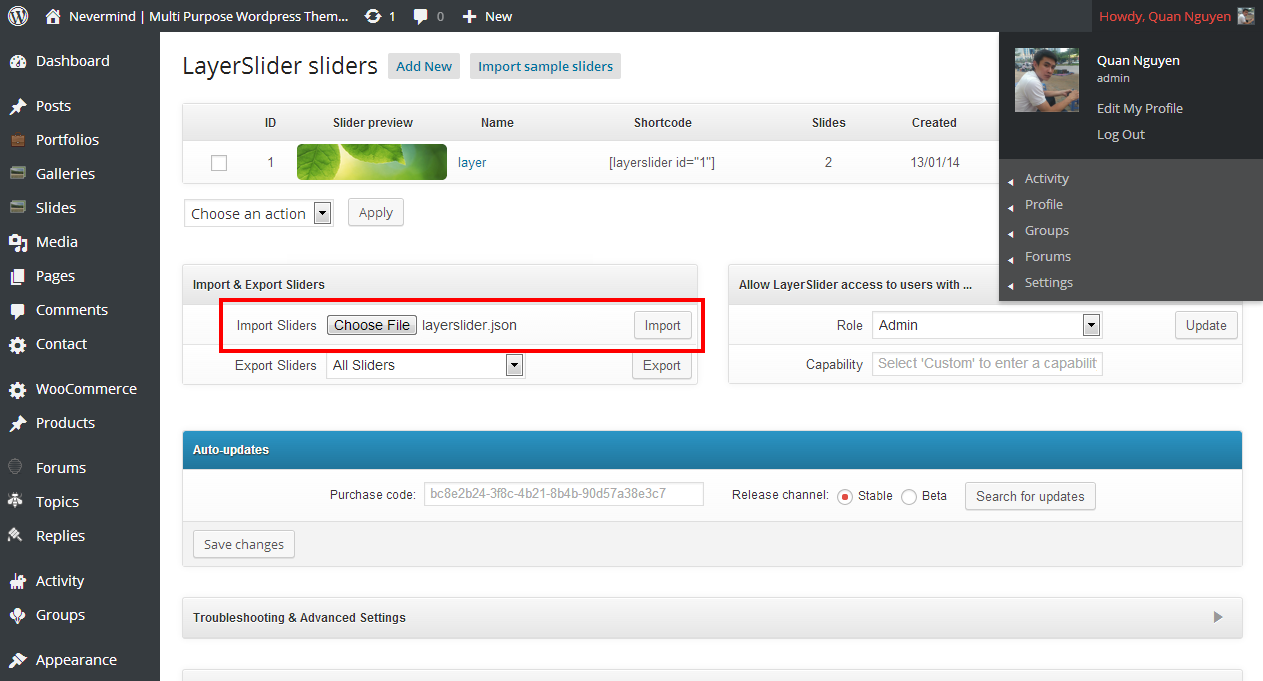 Nevermind | Multi Purpose Wordpress Them... 1 0 New
Howdy, Quan Nguyen
Quan Nguyen
admin
Edit My Profile
Log Out
Activity
Profile
Groups
Forums
Settings
Dashboard
Posts
Portfolios
Galleries
Slides
Media
Pages
Comments
Contact
WooCommerce
Products
Forums
Topics
Replies
Activity
Groups
Appearance
LayerSlider sliders Add New Import sample sliders
ID Slider preview Name Shortcode Slides Created
1 layer [layerslider id="1"] 2 13/01/14
Choose an action Apply
Import & Export Sliders
Import Sliders Choose File layerslider.json Import
Export Sliders All Sliders Export
Allow LayerSlider access to users with ...
Role Admin Update
Capability Select 'Custom' to enter a capabilit
Auto-updates
Purchase code: bc8e2b24-3f8c-4b21-8b4b-90d57a38e3c7 Release channel: Stable Beta Search for updates
Save changes
Troubleshooting & Advanced Settings